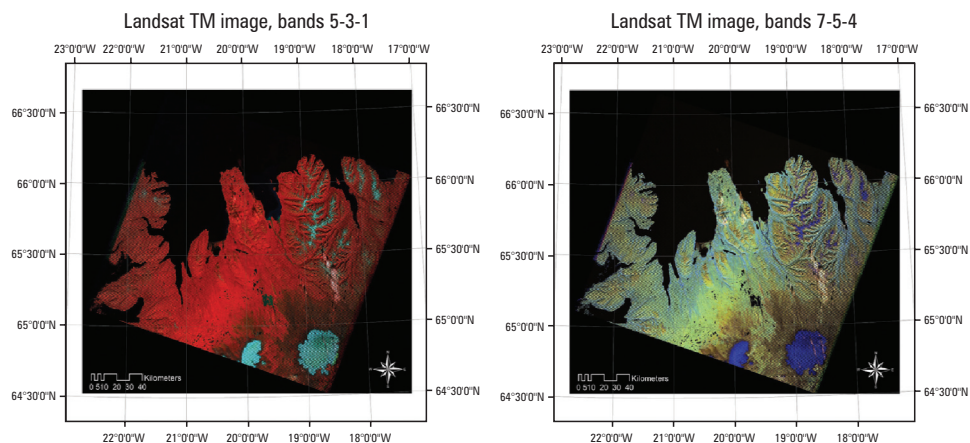 Landsat TM image, bands 5-3-1
23°0'0"W 22°0'0"W 21°0'0"W 20°0'0"W 19°0'0"W 18°0'0"W 17°0'0"W
66°30'0"N 66°30'0"N
66°0'0"N 66°0'0"N
65°30'0"N 65°30'0"N
65°0'0"N 65°0'0"N
64°30'0"N 64°30'0"N
Kilometers
0 5 10 20 30 40
22°0'0"W 21°0'0"W 20°0'0"W 19°0'0"W 18°0'0"W
Landsat TM image, bands 7-5-4
23°0'0"W 22°0'0"W 21°0'0"W 20°0'0"W 19°0'0"W 18°0'0"W 17°0'0"W
66°30'0"N 66°30'0"N
66°0'0"N 66°0'0"N
65°30'0"N 65°30'0"N
65°0'0"N 65°0'0"N
64°30'0"N 64°30'0"N
Kilometers
0 5 10 20 30 40
22°0'0"W 21°0'0"W 20°0'0"W 19°0'0"W 18°0'0"W